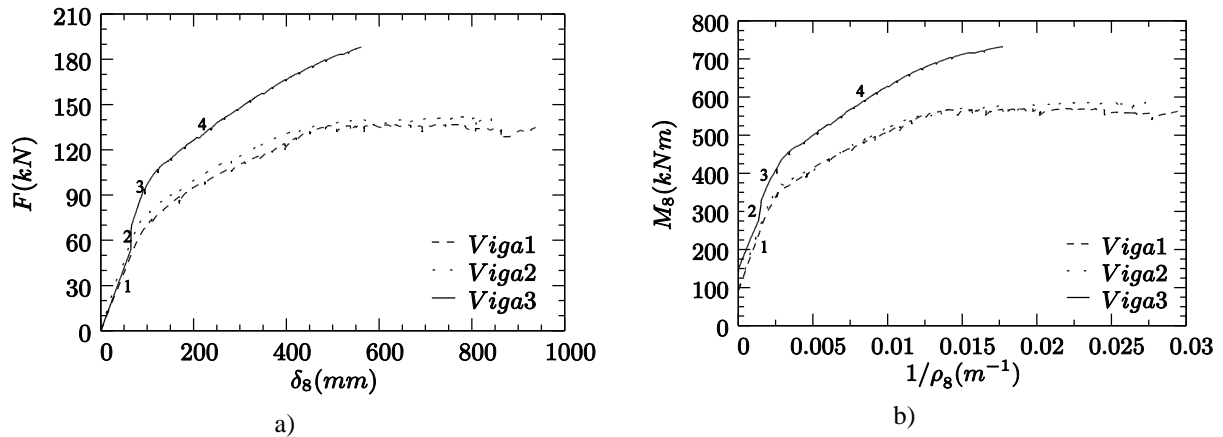 210
180
150
120
90
60
30
0
F(kN)
1
2
3
4
Viga1
Viga2
Viga3
0 200 400 600 800 1000
δ₈(mm)
a)
800
700
600
500
400
300
200
100
0
M₈(kNm)
1
2
3
4
Viga1
Viga2
Viga3
0 0.005 0.01 0.015 0.02 0.025 0.03
1/ρ₈(m⁻¹)
b)